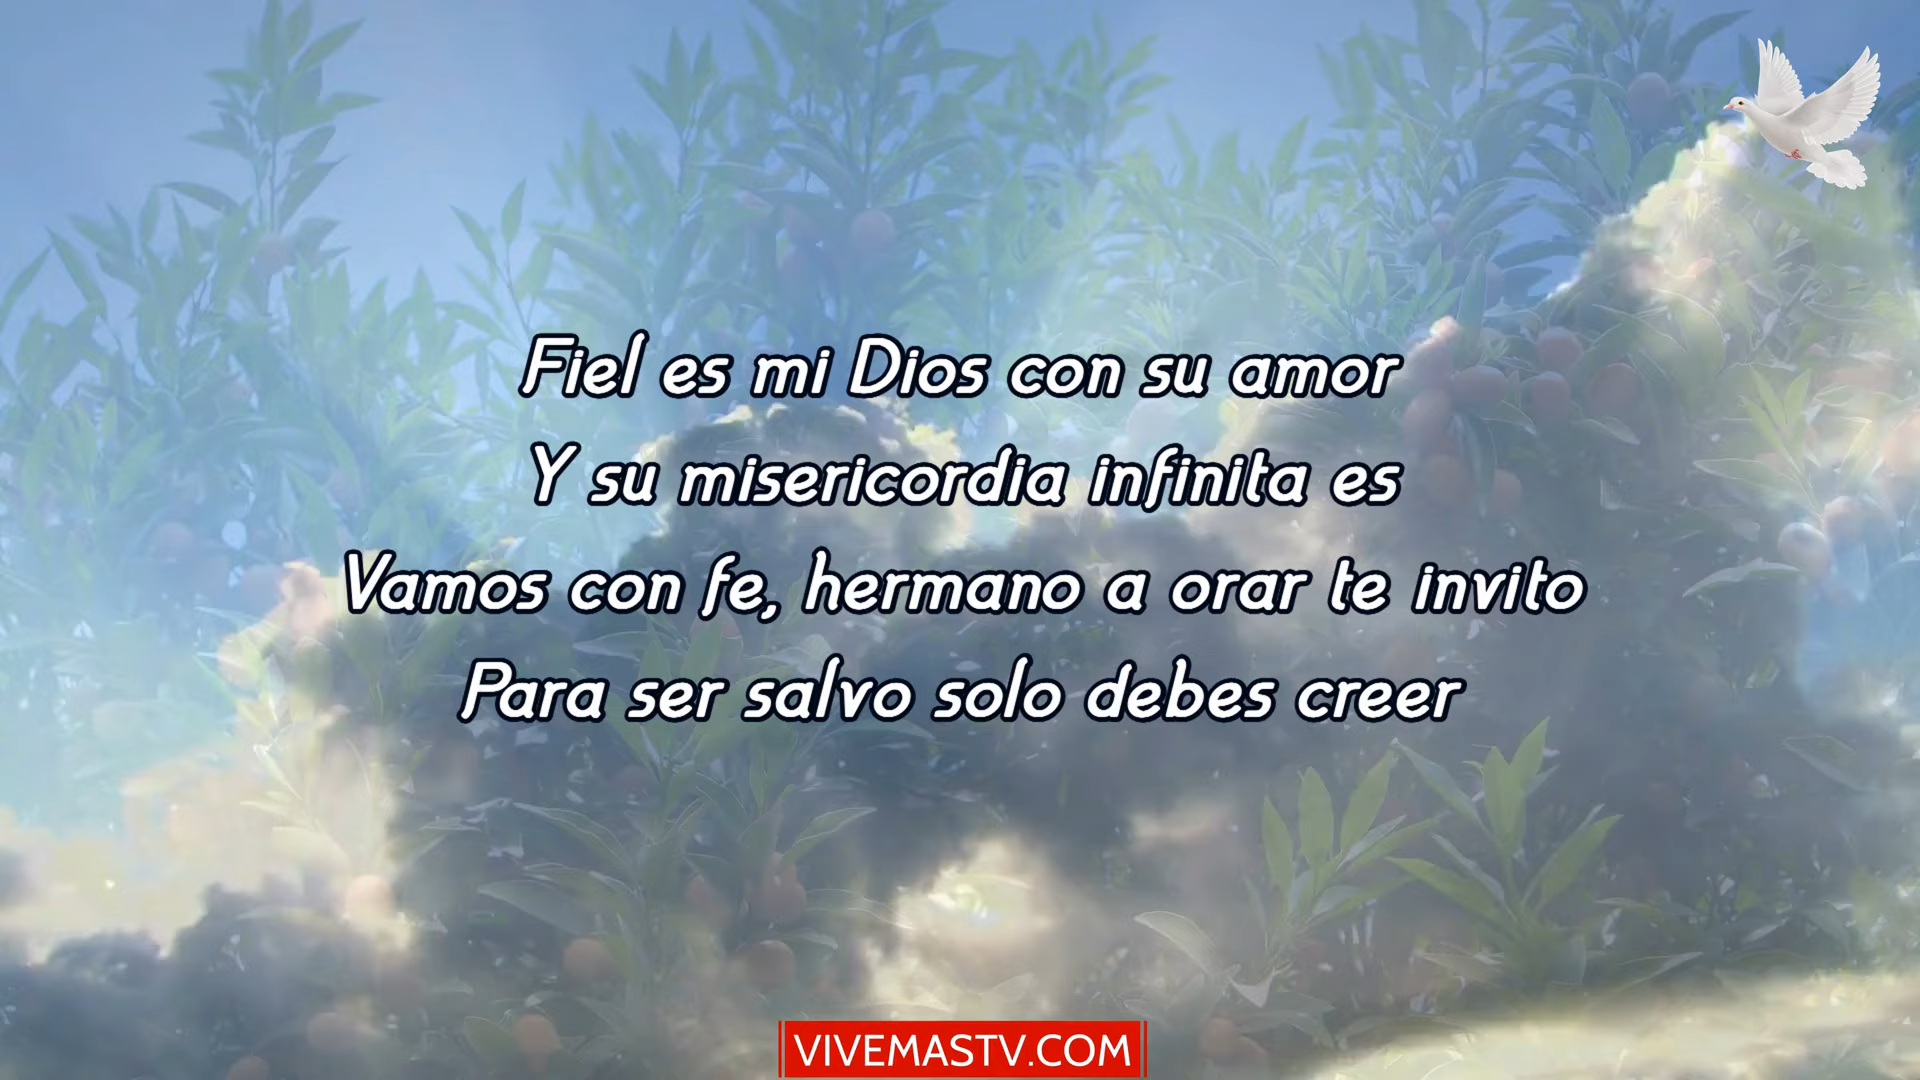 Fiel es mi Dios con su amor
Y su misericordia infinita es
Vamos con fe, hermano a orar te invito
Para ser salvo solo debes creer
VIVEMASTV.COM